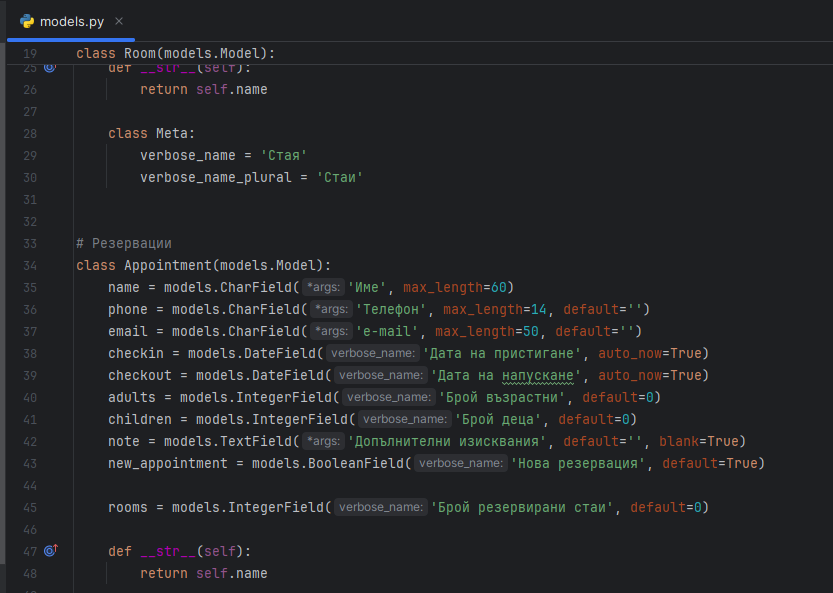 models.py
19 class Room(models.Model):
25 def __str__(self):
26 return self.name
27
28 class Meta:
29 verbose_name = 'Стая'
30 verbose_name_plural = 'Стаи'
31
32
33 # Резервации
34 class Appointment(models.Model):
35 name = models.CharField( *args: 'Име', max_length=60)
36 phone = models.CharField( *args: 'Телефон', max_length=14, default='')
37 email = models.CharField( *args: 'e-mail', max_length=50, default='')
38 checkin = models.DateField( verbose_name: 'Дата на пристигане', auto_now=True)
39 checkout = models.DateField( verbose_name: 'Дата на напускане', auto_now=True)
40 adults = models.IntegerField( verbose_name: 'Брой възрастни', default=0)
41 children = models.IntegerField( verbose_name: 'Брой деца', default=0)
42 note = models.TextField( *args: 'Допълнителни изисквания', default='', blank=True)
43 new_appointment = models.BooleanField( verbose_name: 'Нова резервация', default=True)
44
45 rooms = models.IntegerField( verbose_name: 'Брой резервирани стаи', default=0)
46
47 def __str__(self):
48 return self.name